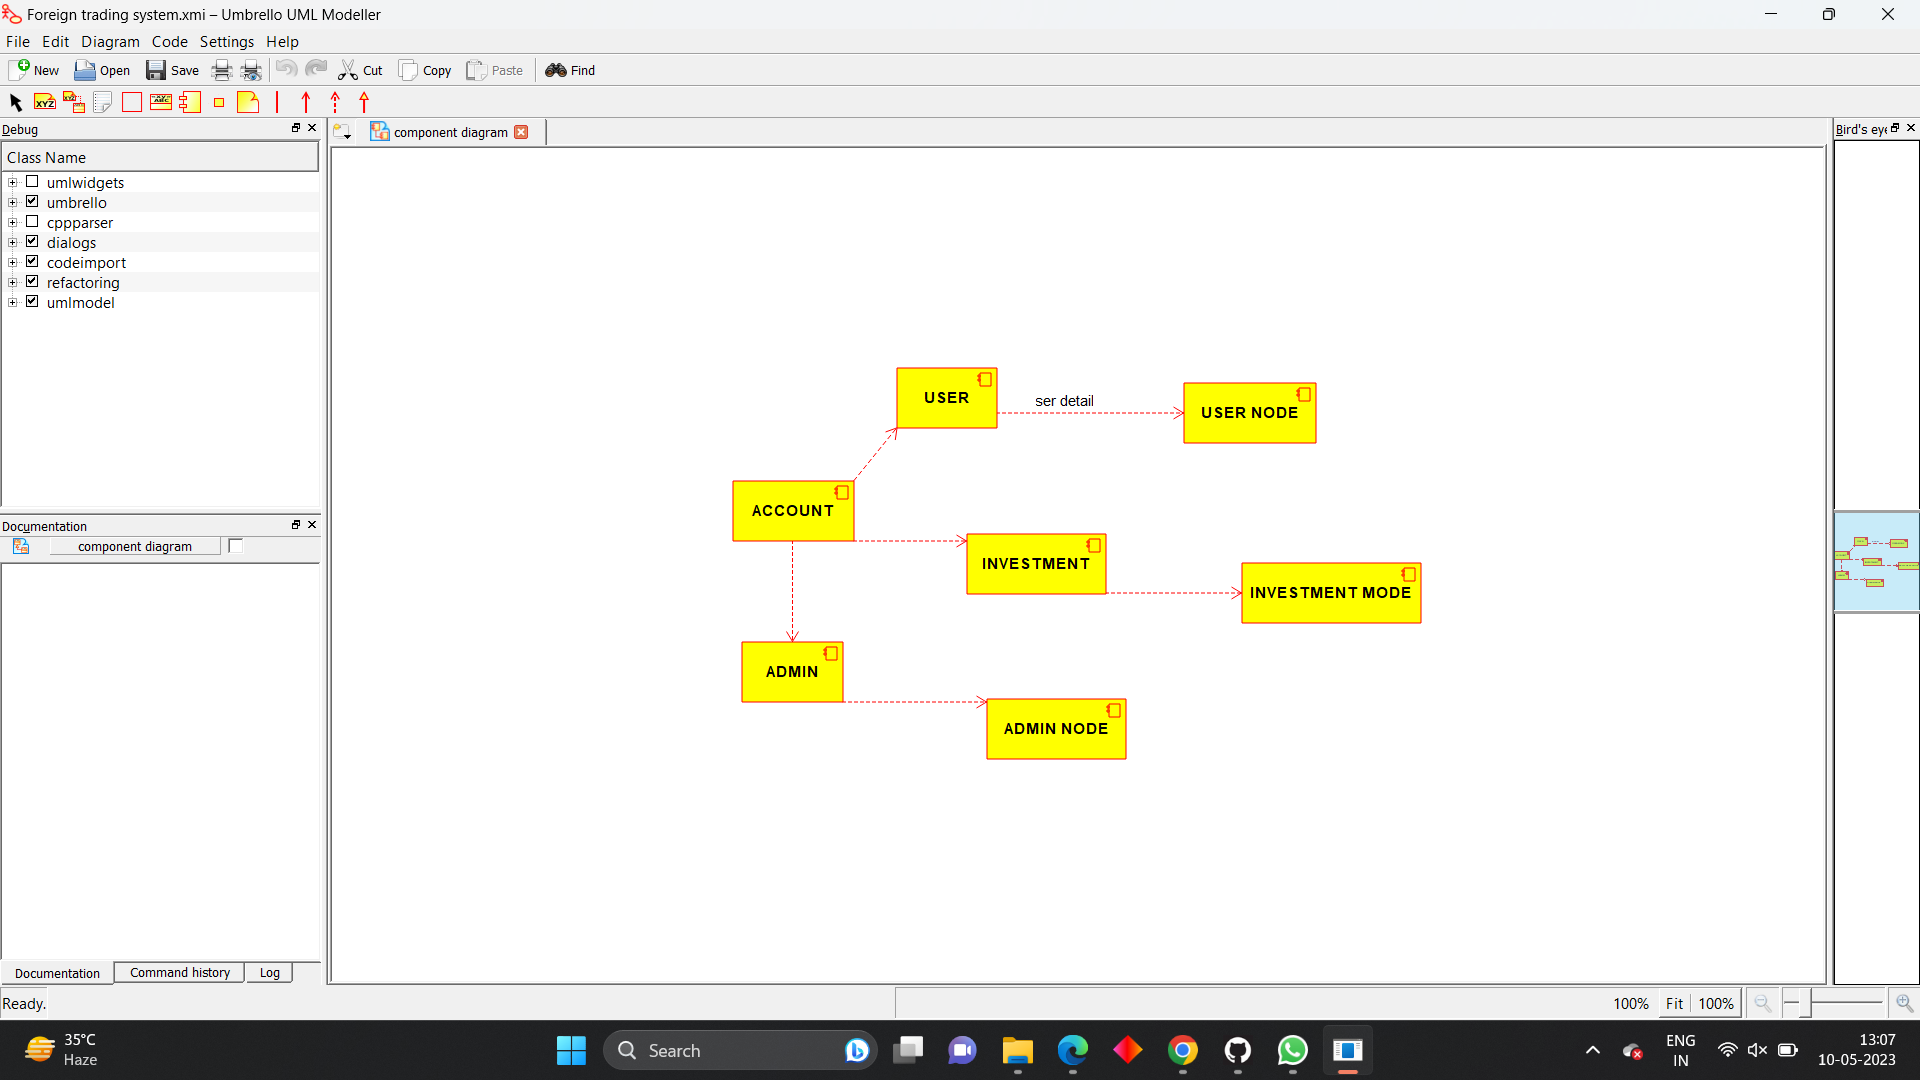 Foreign trading system.xmi – Umbrello UML Modeller
File Edit Diagram Code Settings Help
New Open Save Cut Copy Paste Find
XYZ
Debug
component diagram
Bird's eye
Class Name
umlwidgets
umbrello
cppparser
dialogs
codeimport
refactoring
umlmodel
USER
ser detail
USER NODE
ACCOUNT
INVESTMENT
INVESTMENT MODE
ADMIN
ADMIN NODE
Documentation
component diagram
Documentation Command history Log
Ready.
100% Fit 100%
35°C
Haze
Search
ENG
IN
13:07
10-05-2023